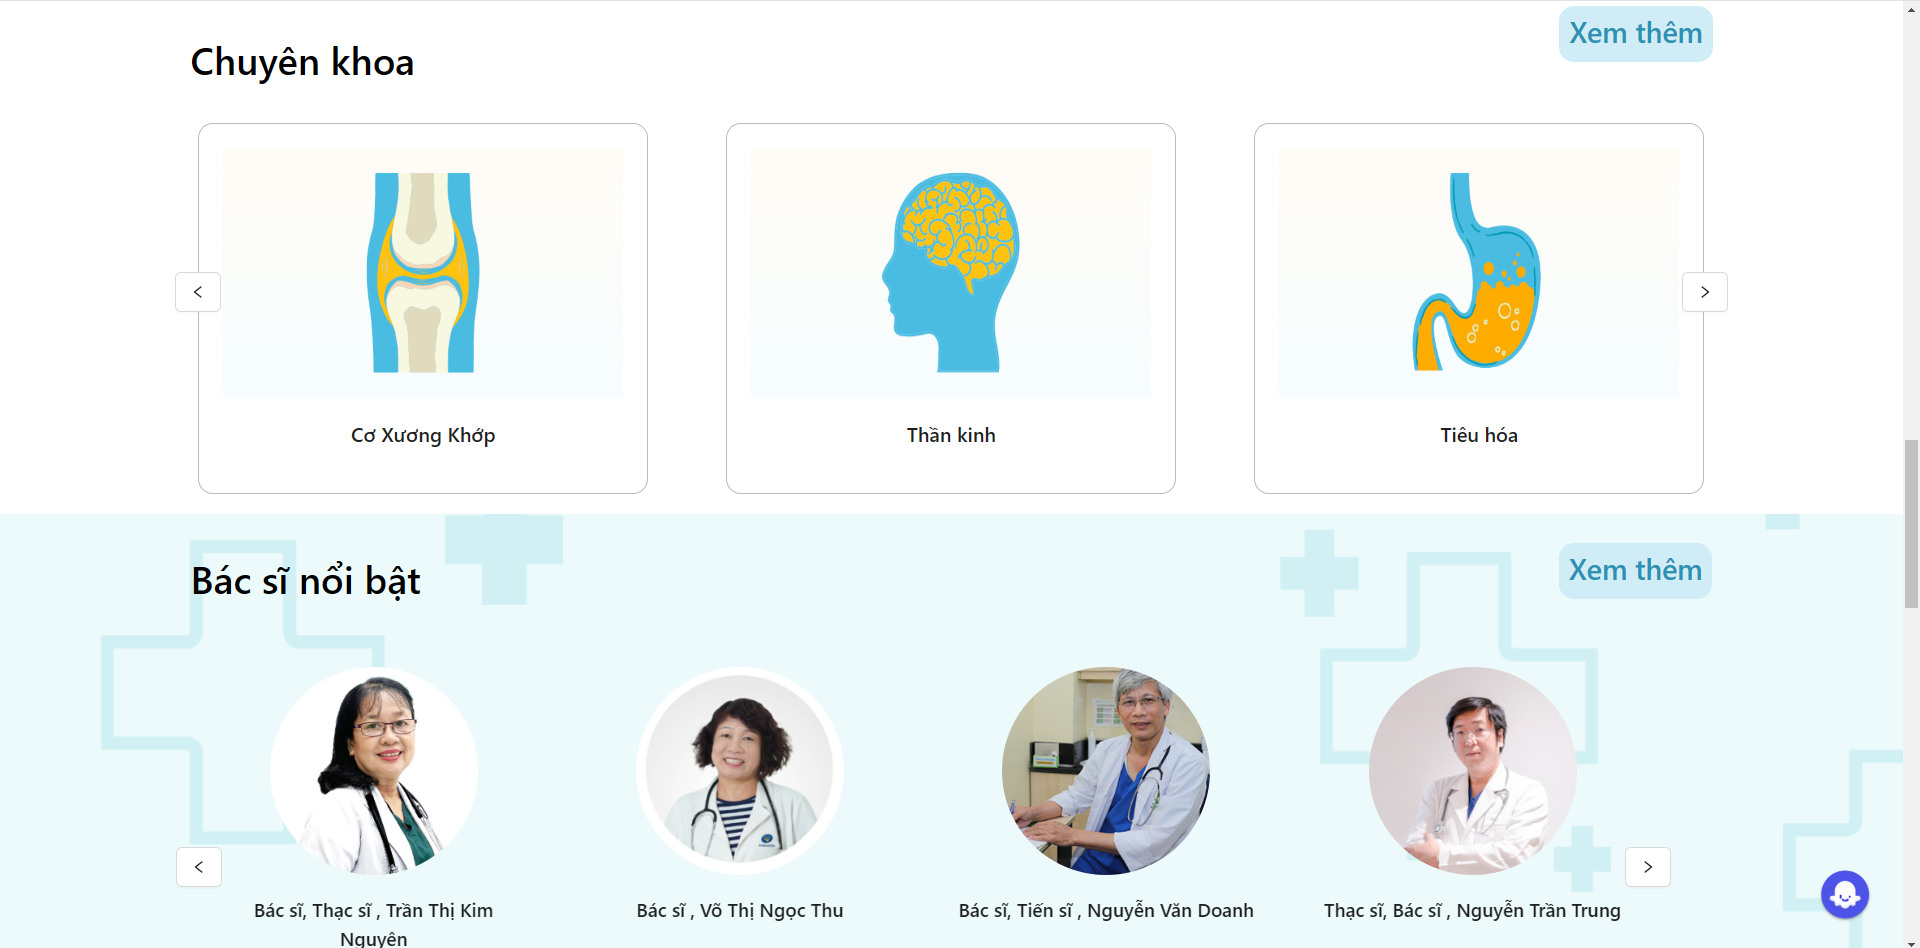 Chuyên khoa
Xem thêm
Cơ Xương Khớp
Thần kinh
Tiêu hóa
Bác sĩ nổi bật
Xem thêm
Bác sĩ, Thạc sĩ , Trần Thị Kim
Nguyên
Bác sĩ , Võ Thị Ngọc Thu
Bác sĩ, Tiến sĩ , Nguyễn Văn Doanh
Thạc sĩ, Bác sĩ , Nguyễn Trần Trung